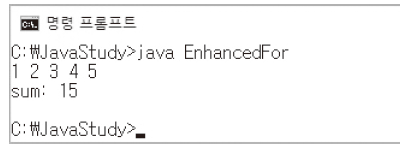 명령 프롬프트
C:₩JavaStudy>java EnhancedFor
1 2 3 4 5
sum: 15
C:₩JavaStudy>